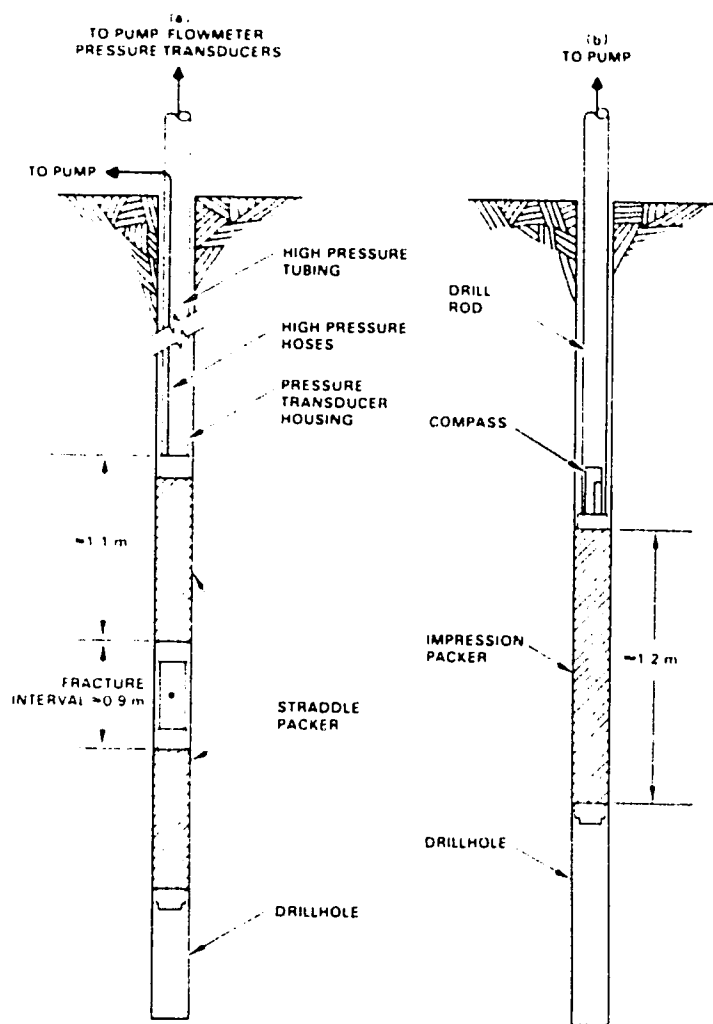 (a)
TO PUMP FLOWMETER
PRESSURE TRANSDUCERS
TO PUMP
HIGH PRESSURE
TUBING
HIGH PRESSURE
HOSES
PRESSURE
TRANSDUCER
HOUSING
≈1.1 m
FRACTURE
INTERVAL ≈0.9 m
STRADDLE
PACKER
DRILLHOLE
(b)
TO PUMP
DRILL
ROD
COMPASS
IMPRESSION
PACKER
≈1.2 m
DRILLHOLE